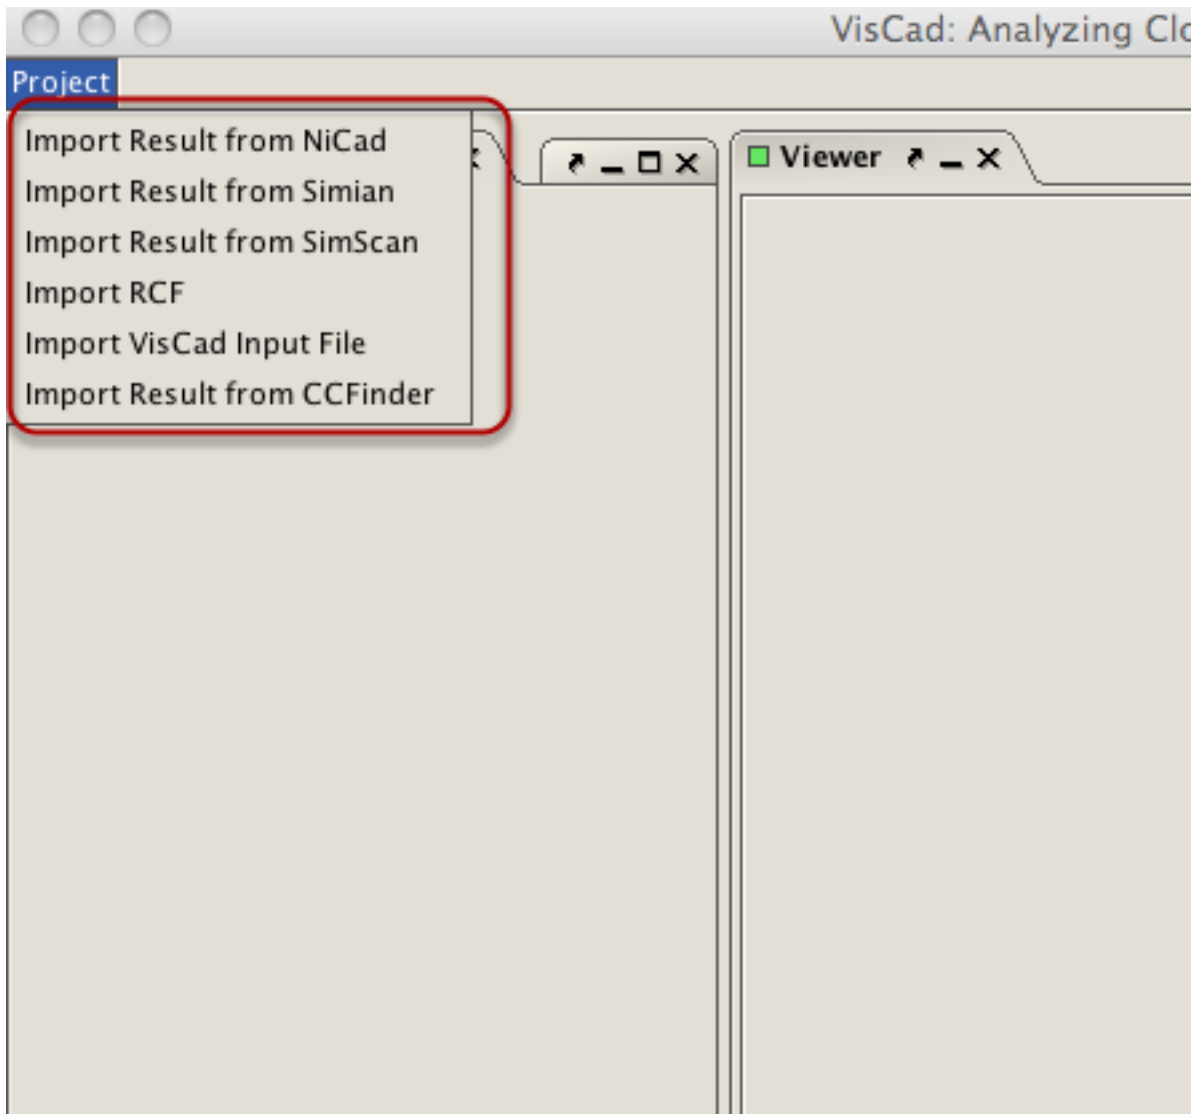 VisCad: Analyzing Clo
Project
Import Result from NiCad
Import Result from Simian
Import Result from SimScan
Import RCF
Import VisCad Input File
Import Result from CCFinder
Viewer